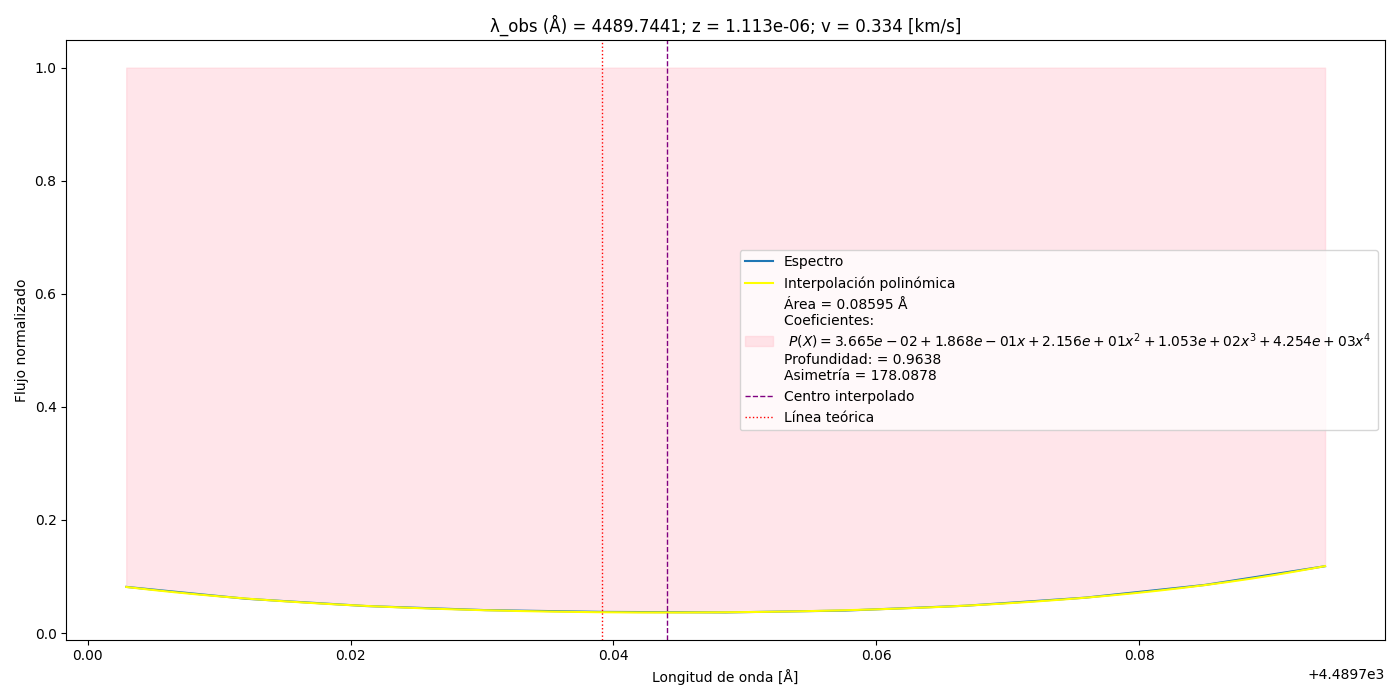 λ_obs (Å) = 4489.7441; z = 1.113e-06; v = 0.334 [km/s]
Flujo normalizado
1.0
0.8
0.6
0.4
0.2
0.0
Espectro
Interpolación polinómica
Área = 0.08595 Å
Coeficientes:
P(X) = 3.665e − 02 + 1.868e − 01x + 2.156e + 01x² + 1.053e + 02x³ + 4.254e + 03x⁴
Profundidad: = 0.9638
Asimetría = 178.0878
Centro interpolado
Línea teórica
0.00 0.02 0.04 0.06 0.08
+4.4897e3
Longitud de onda [Å]